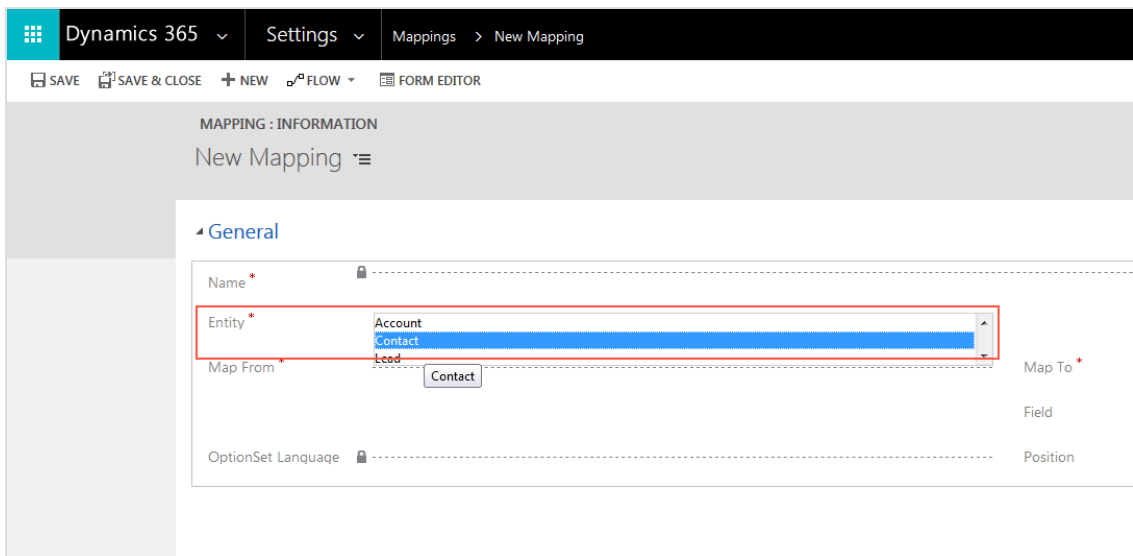 Dynamics 365 Settings Mappings > New Mapping
SAVE SAVE & CLOSE NEW FLOW FORM EDITOR
MAPPING : INFORMATION
New Mapping
General
Name *
Entity *
Account
Contact
Lead
Map From *
Contact
Map To *
Field
OptionSet Language
Position